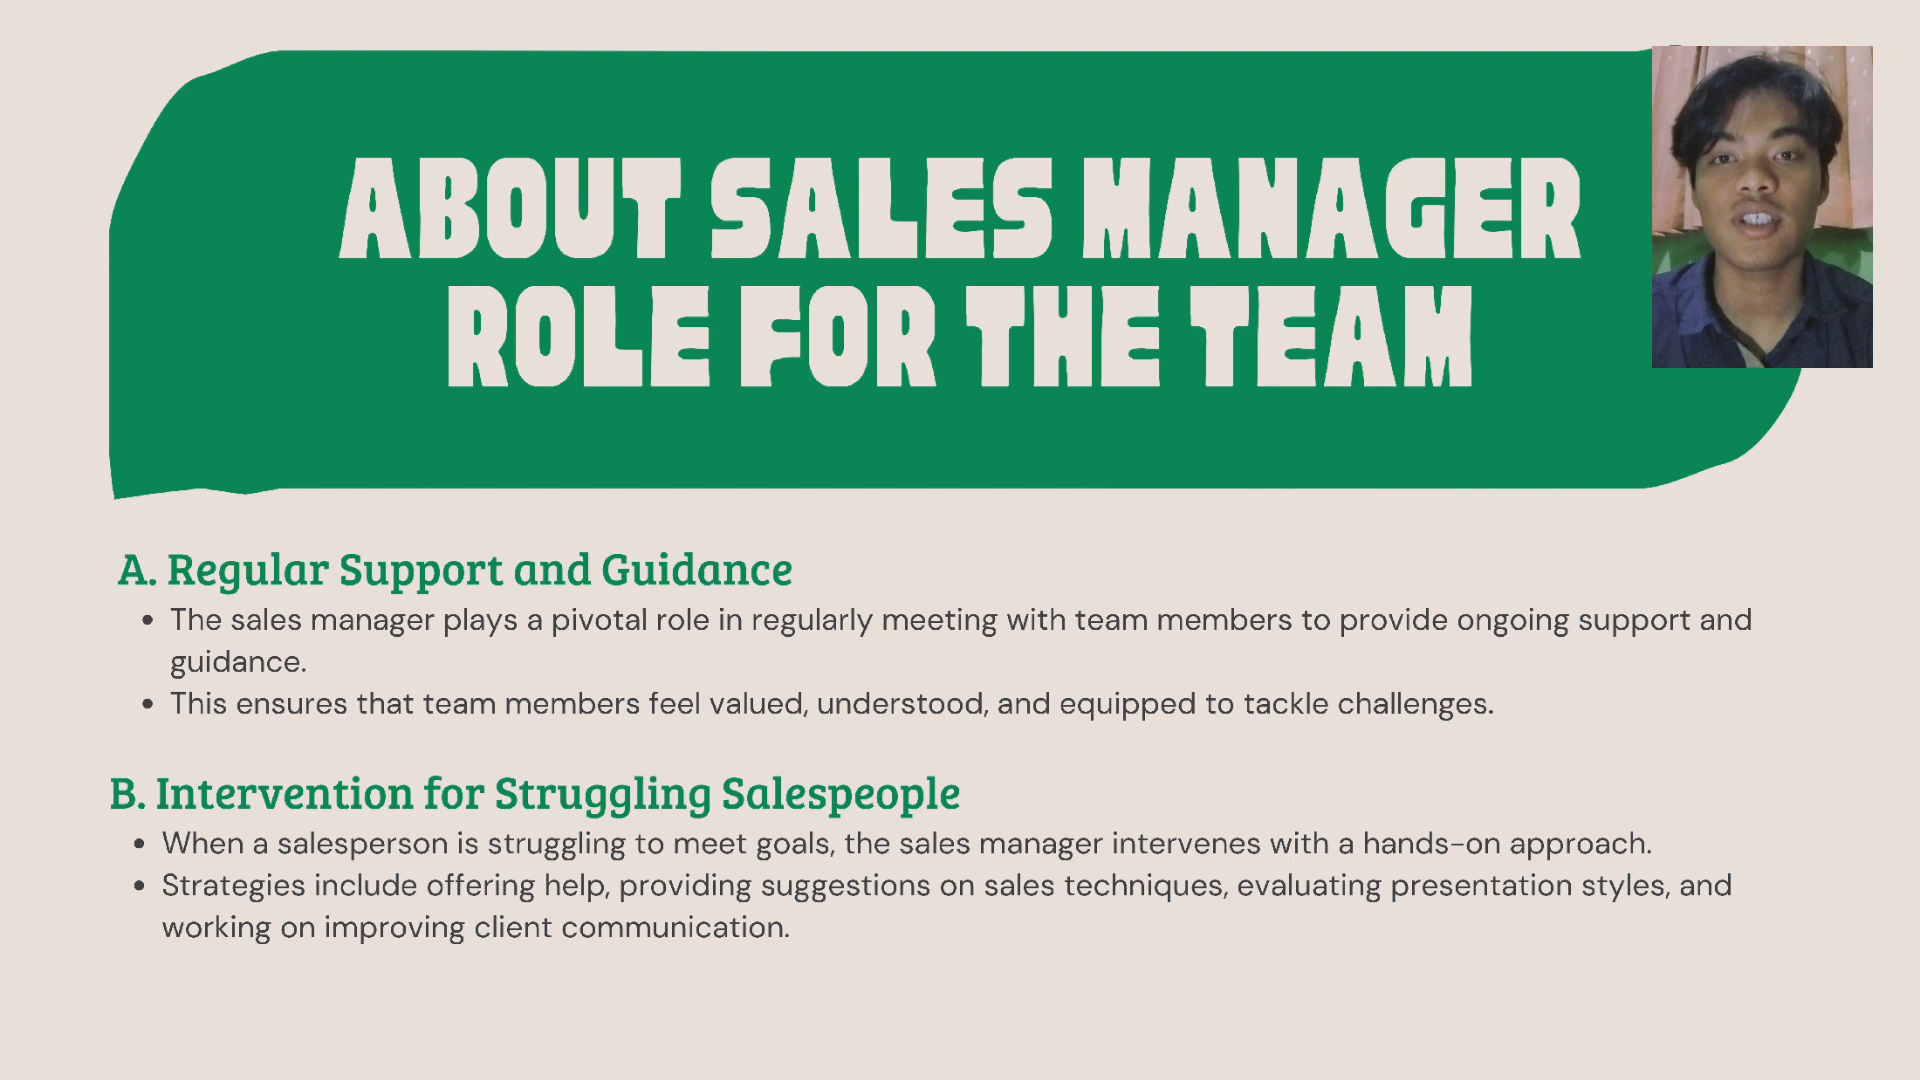 ABOUT SALES MANAGER
ROLE FOR THE TEAM
A. Regular Support and Guidance
• The sales manager plays a pivotal role in regularly meeting with team members to provide ongoing support and
guidance.
• This ensures that team members feel valued, understood, and equipped to tackle challenges.
B. Intervention for Struggling Salespeople
• When a salesperson is struggling to meet goals, the sales manager intervenes with a hands-on approach.
• Strategies include offering help, providing suggestions on sales techniques, evaluating presentation styles, and
working on improving client communication.